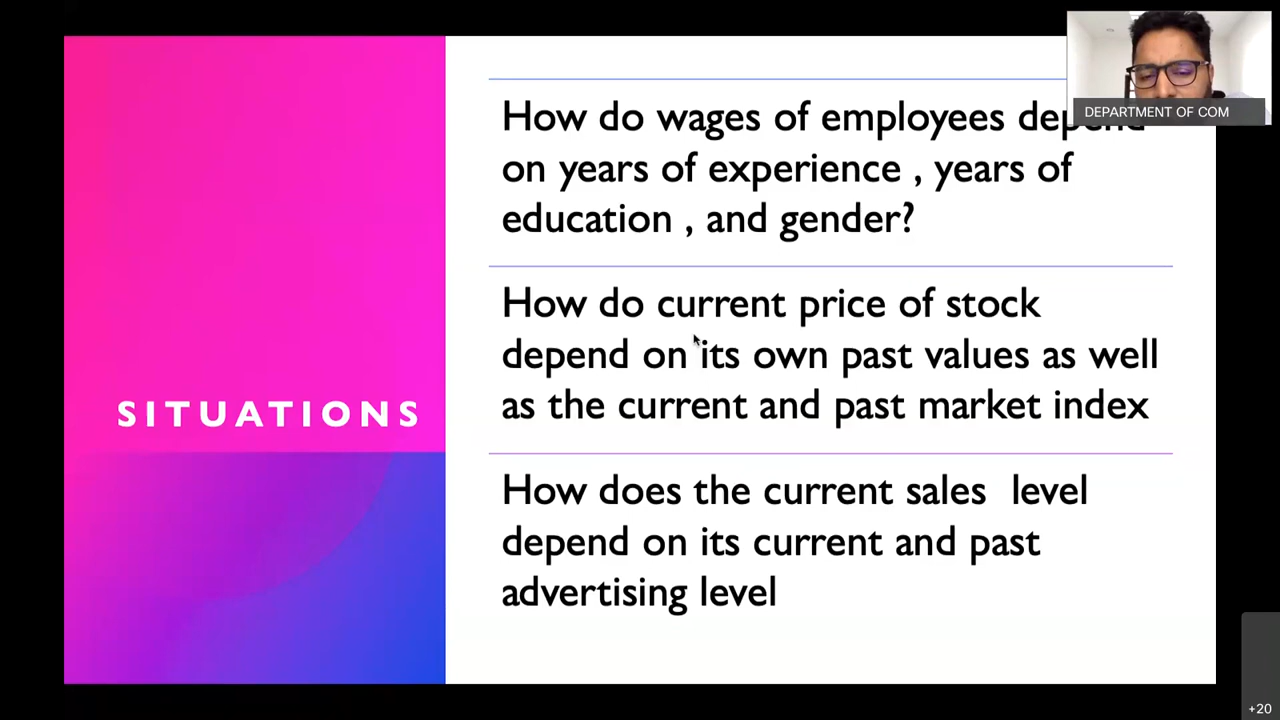 DEPARTMENT OF COM
How do wages of employees depend
on years of experience , years of
education , and gender?
How do current price of stock
depend on its own past values as well
as the current and past market index
SITUATIONS
How does the current sales  level
depend on its current and past
advertising level
+20